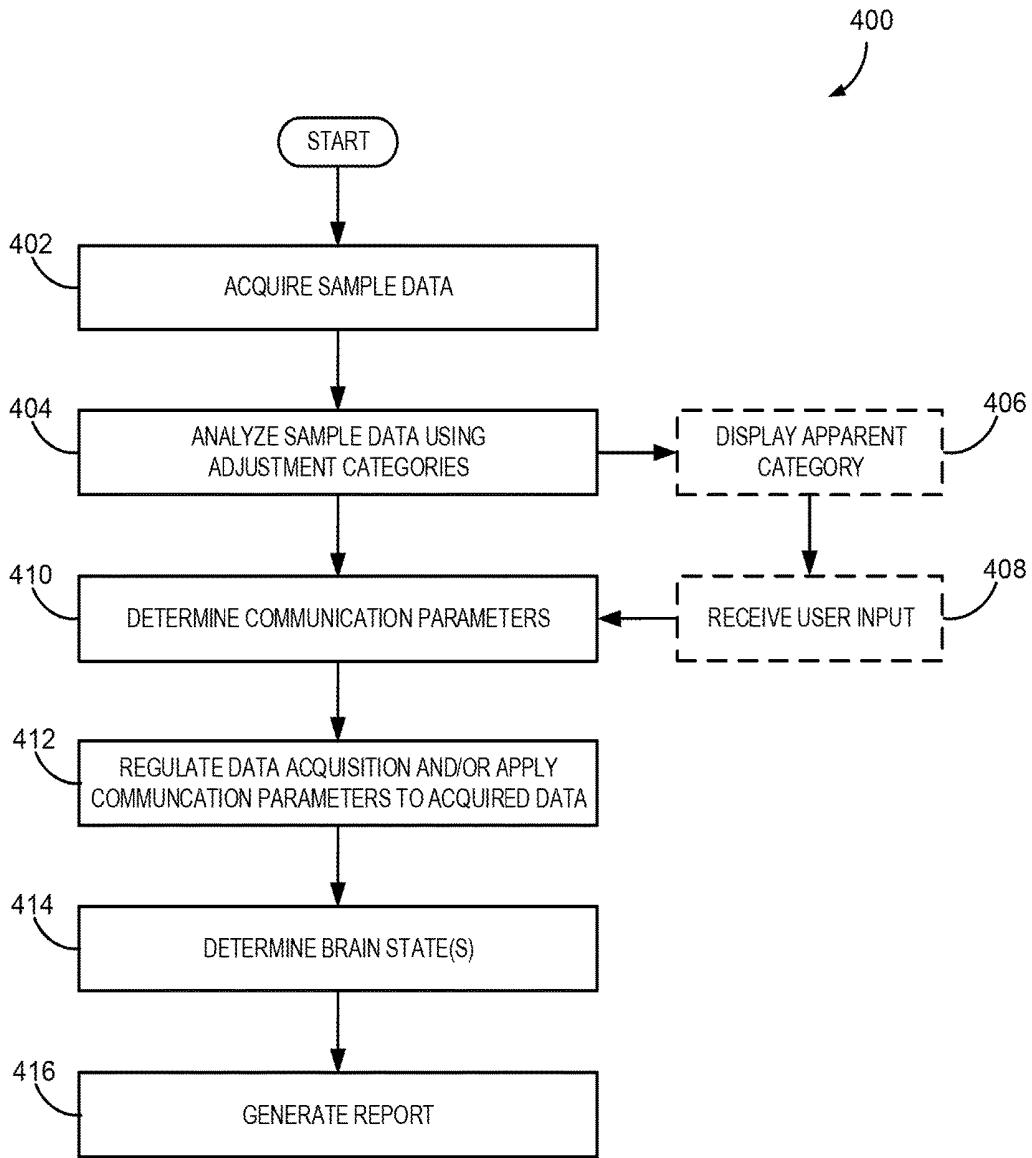 400
START
402
ACQUIRE SAMPLE DATA
404
ANALYZE SAMPLE DATA USING
ADJUSTMENT CATEGORIES
406
DISPLAY APPARENT
CATEGORY
410
DETERMINE COMMUNICATION PARAMETERS
408
RECEIVE USER INPUT
412
REGULATE DATA ACQUISITION AND/OR APPLY
COMMUNCATION PARAMETERS TO ACQUIRED DATA
414
DETERMINE BRAIN STATE(S)
416
GENERATE REPORT